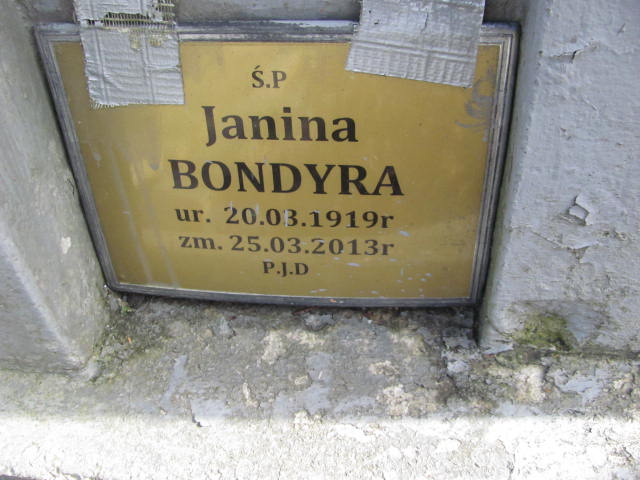 Ś.P
Janina
BONDYRA
ur. 20.03.1919r
zm. 25.03.2013r
P.J.D